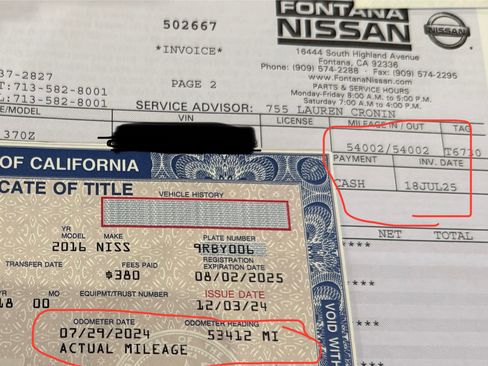 FONTANA
NISSAN
NISSAN
502667
*INVOICE*
16444 South Highland Avenue
Fontana, CA 92336
Phone: (909) 574-2288 · Fax: (909) 574-2295
www.FontanaNissan.com
PARTS & SERVICE HOURS
Monday-Friday 8:00 A.M. to 5:00 P.M.
Saturday 7:00 A.M to 4:00 P.M.
37-2827
T:713-582-8001
L:713-582-8001
PAGE 2
SERVICE ADVISOR: 755 LAUREN CRONIN
E/MODEL VIN LICENSE MILEAGE IN / OUT TAG
370Z 54002/54002 T6710
PAYMENT INV. DATE
CASH 18JUL25
NET TOTAL
****
****
****
OF CALIFORNIA
CATE OF TITLE
VEHICLE HISTORY
YR MODEL MAKE PLATE NUMBER
2016 NISS 9RBY006
TRANSFER DATE FEES PAID REGISTRATION EXPIRATION DATE
$380 08/02/2025
YR SOLD EQUIPMT/TRUST NUMBER ISSUE DATE
18 00 12/03/24
ODOMETER DATE ODOMETER READING
07/29/2024 53412 MI
ACTUAL MILEAGE
VOID WITH